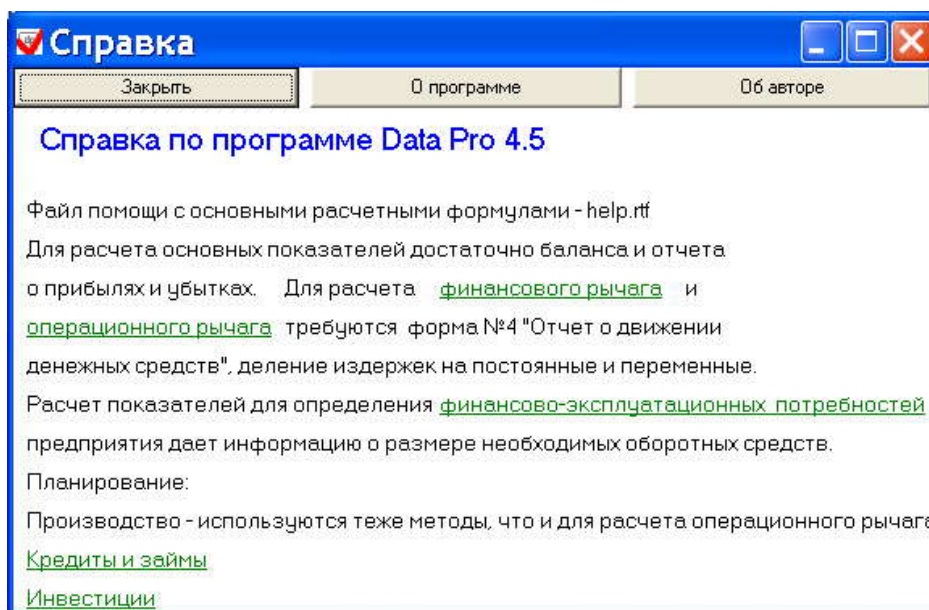 Справка
Закрыть О программе Об авторе
Справка по программе Data Pro 4.5
Файл помощи с основными расчетными формулами - help.rtf
Для расчета основных показателей достаточно баланса и отчета
о прибылях и убытках. Для расчета финансового рычага и
операционного рычага требуются форма №4 "Отчет о движении
денежных средств", деление издержек на постоянные и переменные.
Расчет показателей для определения финансово-эксплуатационных потребностей
предприятия дает информацию о размере необходимых оборотных средств.
Планирование:
Производство - используются теже методы, что и для расчета операционного рычага
Кредиты и займы
Инвестиции